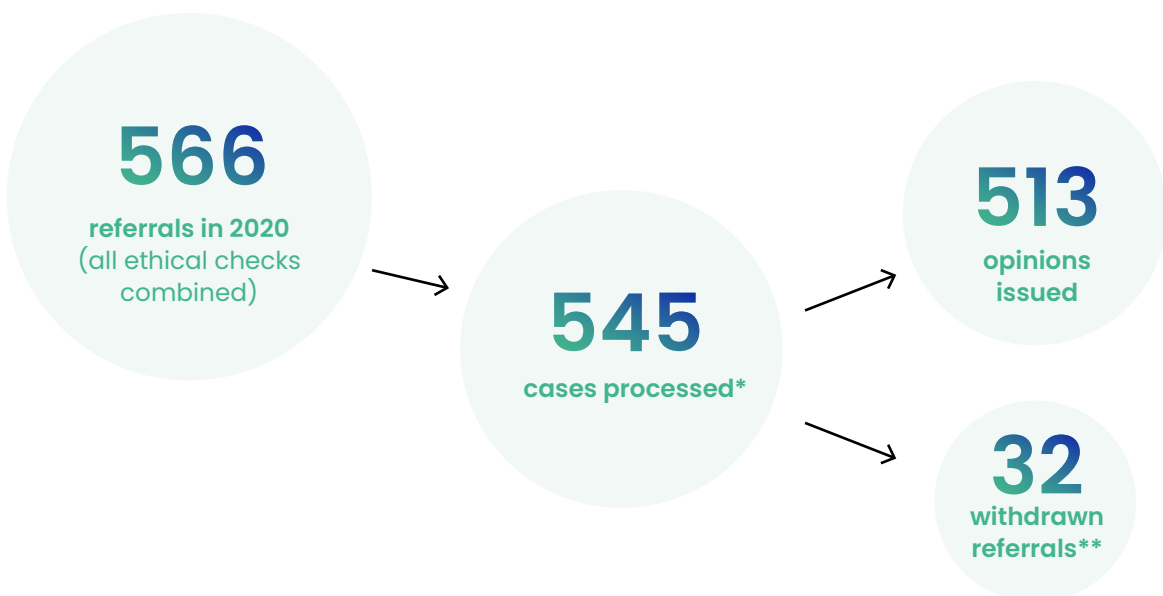 566
referrals in 2020
(all ethical checks
combined)
545
cases processed*
513
opinions
issued
32
withdrawn
referrals**